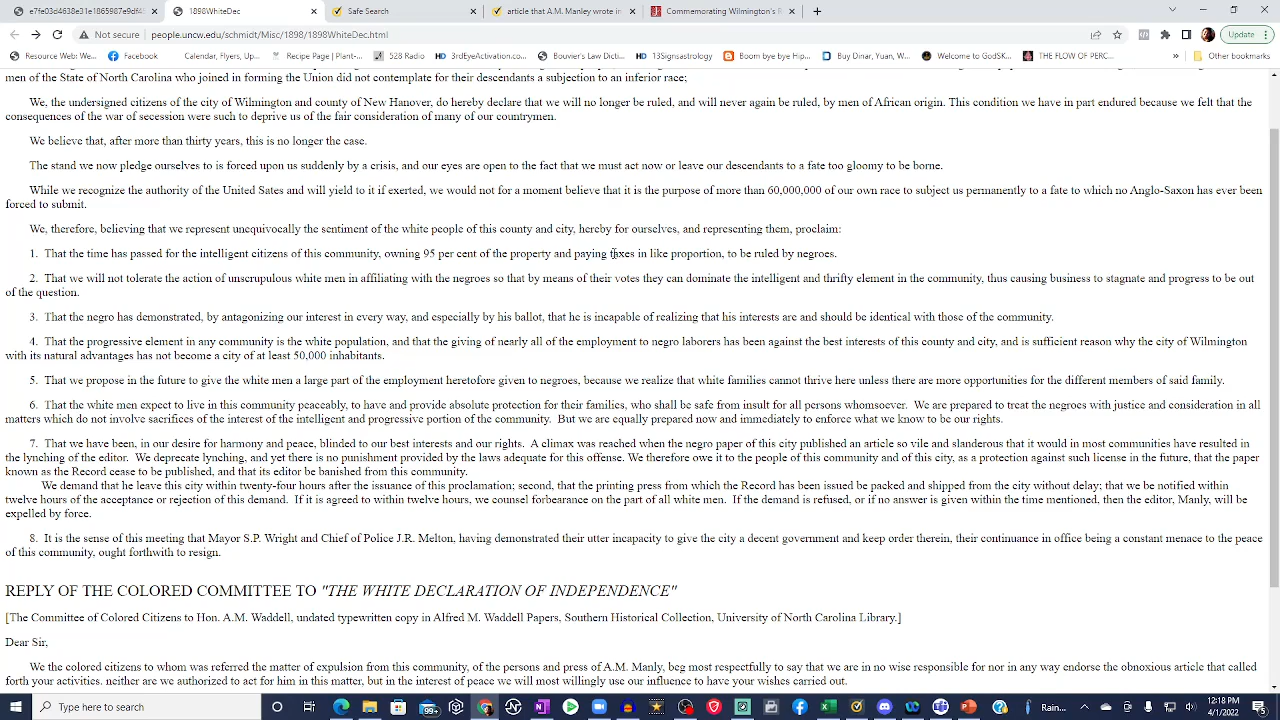 e7fe03d4638e31e1865987e9df4
1898WhiteDec
Safe Search
article that A.M. Manley wrote in
Commemorating Wilmington's R
Not secure people.uncw.edu/schmidt/Misc/1898/1898WhiteDec.html
Update
Resource Web: We...
Facebook
Calendar, Flyers, Up...
Recipe Page | Plant-...
528 Radio
3rdEyeActivation.co...
Bouvier's Law Dicti...
13Signsastrology
Boom bye bye Hip...
Buy Dinar, Yuan, W...
Welcome to GodSK...
THE FLOW OF PERC...
Other bookmarks
men of the State of North Carolina who joined in forming the Union did not contemplate for their descendants a subjection to an inferior race;
We, the undersigned citizens of the city of Wilmington and county of New Hanover, do hereby declare that we will no longer be ruled, and will never again be ruled, by men of African origin. This condition we have in part endured because we felt that the
consequences of the war of secession were such to deprive us of the fair consideration of many of our countrymen.
We believe that, after more than thirty years, this is no longer the case.
The stand we now pledge ourselves to is forced upon us suddenly by a crisis, and our eyes are open to the fact that we must act now or leave our descendants to a fate too gloomy to be borne.
While we recognize the authority of the United Sates and will yield to it if exerted, we would not for a moment believe that it is the purpose of more than 60,000,000 of our own race to subject us permanently to a fate to which no Anglo-Saxon has ever been
forced to submit.
We, therefore, believing that we represent unequivocally the sentiment of the white people of this county and city, hereby for ourselves, and representing them, proclaim:
1. That the time has passed for the intelligent citizens of this community, owning 95 per cent of the property and paying taxes in like proportion, to be ruled by negroes.
2. That we will not tolerate the action of unscrupulous white men in affiliating with the negroes so that by means of their votes they can dominate the intelligent and thrifty element in the community, thus causing business to stagnate and progress to be out
of the question.
3. That the negro has demonstrated, by antagonizing our interest in every way, and especially by his ballot, that he is incapable of realizing that his interests are and should be identical with those of the community.
4. That the progressive element in any community is the white population, and that the giving of nearly all of the employment to negro laborers has been against the best interests of this county and city, and is sufficient reason why the city of Wilmington
with its natural advantages has not become a city of at least 50,000 inhabitants.
5. That we propose in the future to give the white men a large part of the employment heretofore given to negroes, because we realize that white families cannot thrive here unless there are more opportunities for the different members of said family.
6. That the white men expect to live in this community peaceably, to have and provide absolute protection for their families, who shall be safe from insult for all persons whomsoever. We are prepared to treat the negroes with justice and consideration in all
matters which do not involve sacrifices of the interest of the intelligent and progressive portion of the community. But we are equally prepared now and immediately to enforce what we know to be our rights.
7. That we have been, in our desire for harmony and peace, blinded to our best interests and our rights. A climax was reached when the negro paper of this city published an article so vile and slanderous that it would in most communities have resulted in
the lynching of the editor. We deprecate lynching, and yet there is no punishment provided by the laws adequate for this offense. We therefore owe it to the people of this community and of this city, as a protection against such license in the future, that the paper
known as the Record cease to be published, and that its editor be banished from this community.
We demand that he leave this city within twenty-four hours after the issuance of this proclamation; second, that the printing press from which the Record has been issued be packed and shipped from the city without delay; that we be notified within
twelve hours of the acceptance or rejection of this demand. If it is agreed to within twelve hours, we counsel forbearance on the part of all white men. If the demand is refused, or if no answer is given within the time mentioned, then the editor, Manly, will be
expelled by force.
8. It is the sense of this meeting that Mayor S.P. Wright and Chief of Police J.R. Melton, having demonstrated their utter incapacity to give the city a decent government and keep order therein, their continuance in office being a constant menace to the peace
of this community, ought forthwith to resign.
REPLY OF THE COLORED COMMITTEE TO "THE WHITE DECLARATION OF INDEPENDENCE"
[The Committee of Colored Citizens to Hon. A.M. Waddell, undated typewritten copy in Alfred M. Waddell Papers, Southern Historical Collection, University of North Carolina Library.]
Dear Sir,
We the colored citizens to whom was referred the matter of expulsion from this community, of the persons and press of A.M. Manly, beg most respectfully to say that we are in no wise responsible for nor in any way endorse the obnoxious article that called
forth your activities. neither are we authorized to act for him in this matter, but in the interest of peace we will most willingly use our influence to have your wishes carried out.
Type here to search
Rain...
12:18 PM
4/1/2022